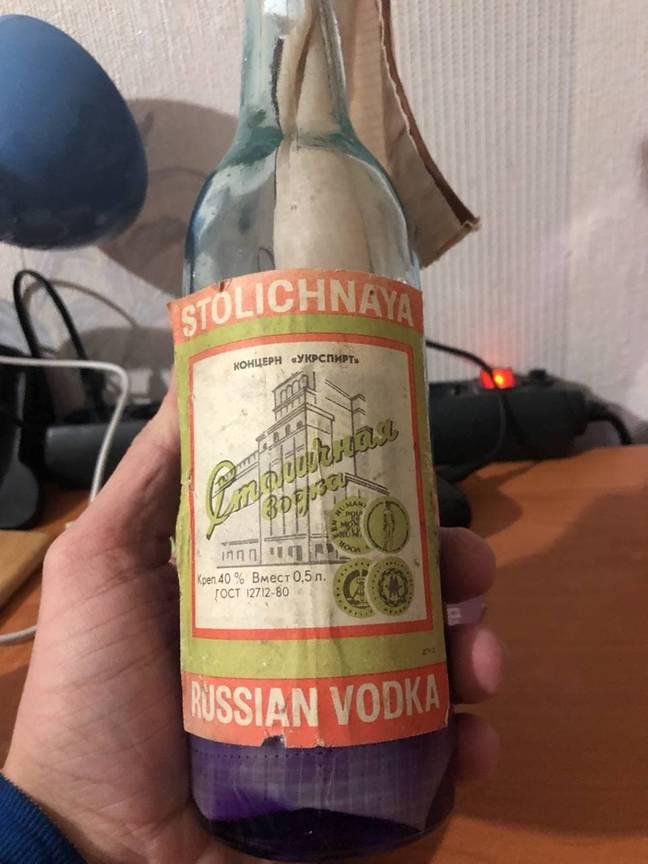 STOLICHNAYA
КОНЦЕРН «УКРСПИРТ»
Столичная
водка
Креп.40 % Вмест 0,5 л.
ГОСТ 12712-80
RUSSIAN VODKA